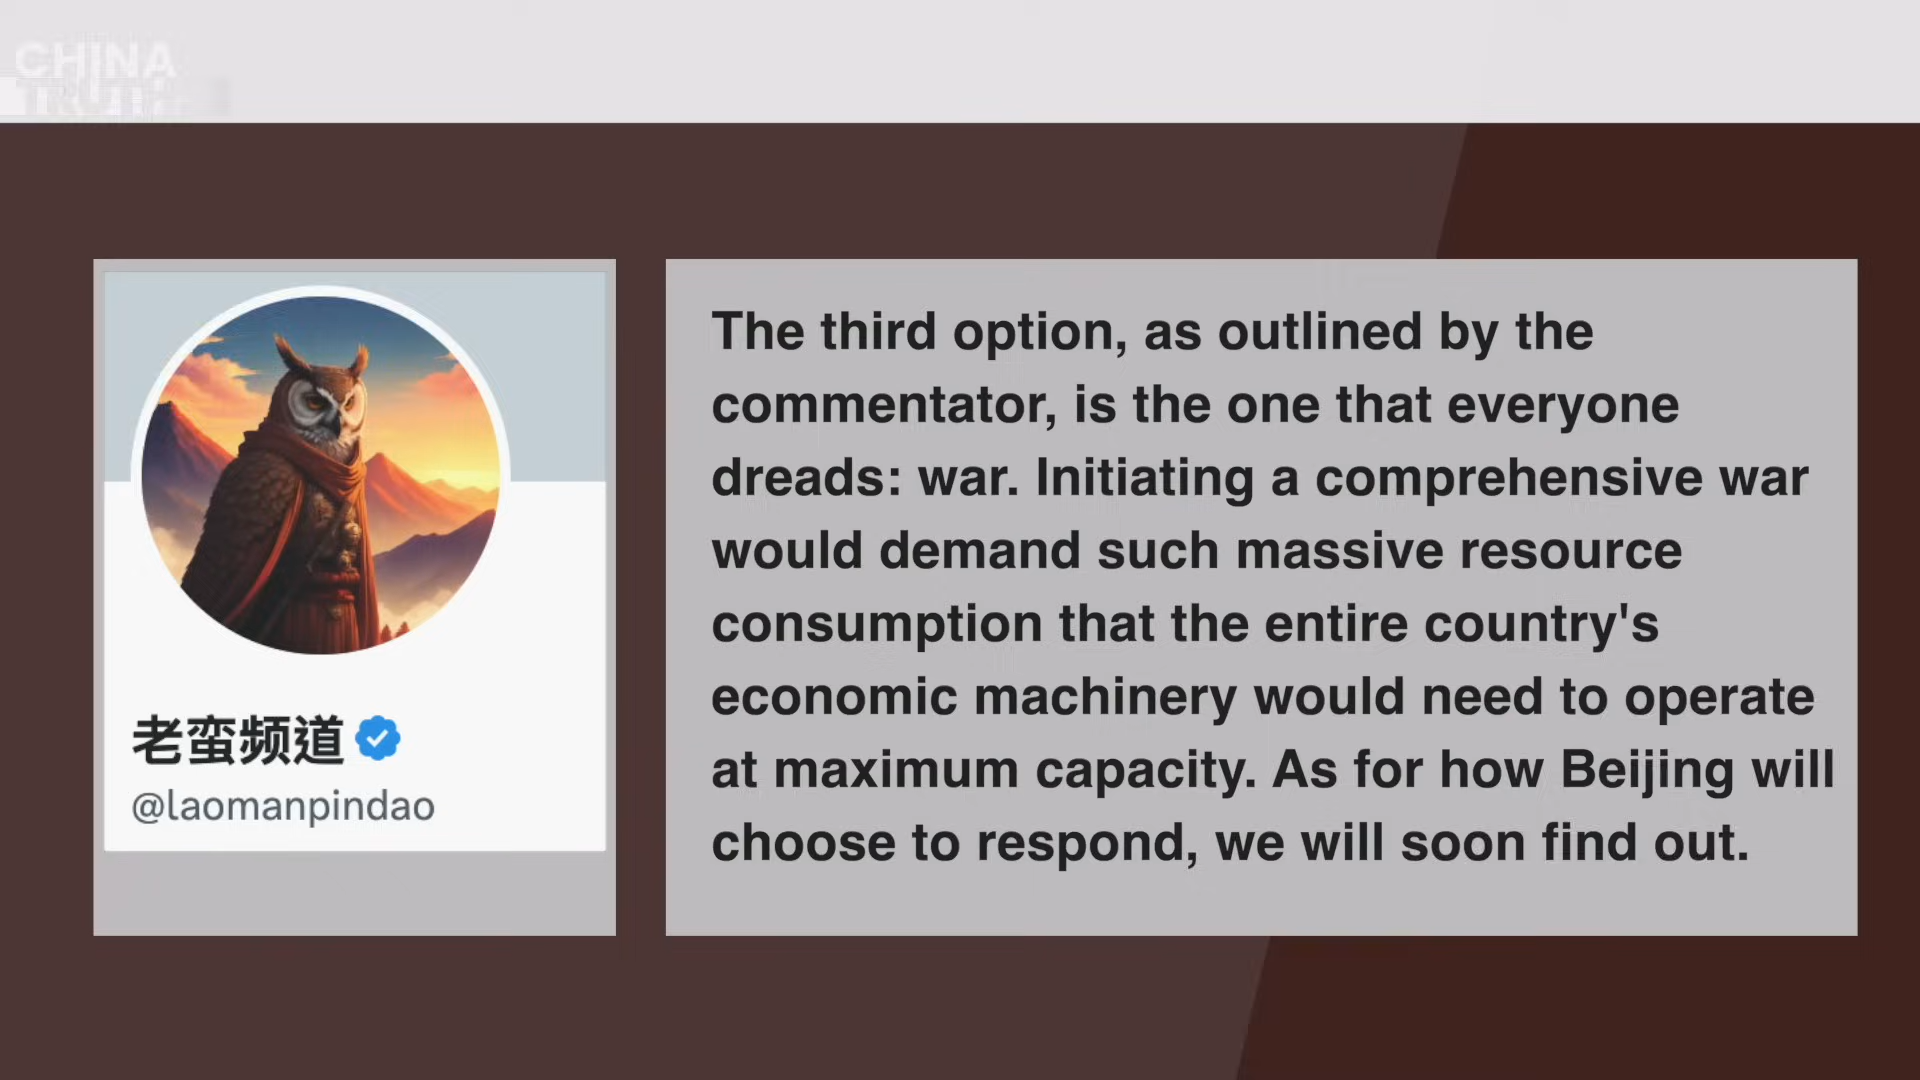 CHINA
TRUTH
老蛮频道
@laomanpindao
The third option, as outlined by the
commentator, is the one that everyone
dreads: war. Initiating a comprehensive war
would demand such massive resource
consumption that the entire country's
economic machinery would need to operate
at maximum capacity. As for how Beijing will
choose to respond, we will soon find out.